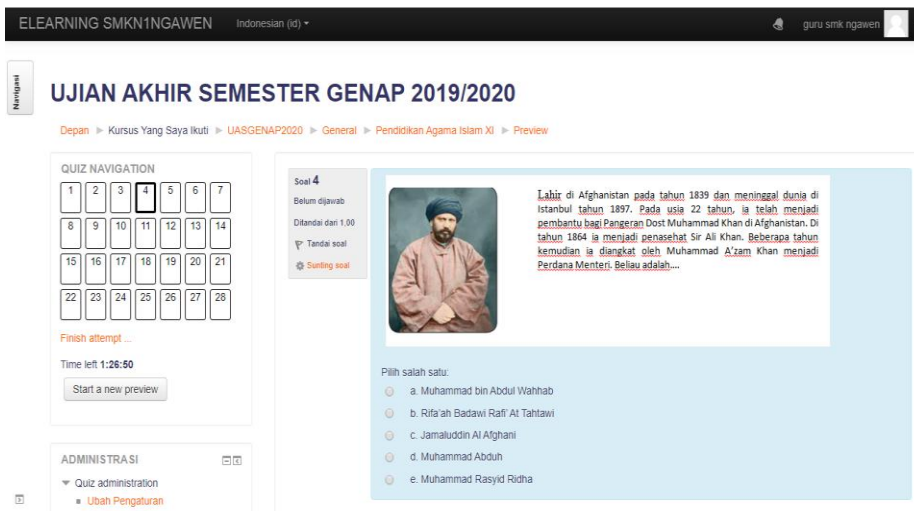 ELEARNING SMKN1NGAWEN
Indonesian (id)
guru smk ngawen
Navigasi
UJIAN AKHIR SEMESTER GENAP 2019/2020
Depan ► Kursus Yang Saya Ikuti ► UASGENAP2020 ► General ► Pendidikan Agama Islam XI ► Preview
QUIZ NAVIGATION
1 2 3 4 5 6 7
8 9 10 11 12 13 14
15 16 17 18 19 20 21
22 23 24 25 26 27 28
Finish attempt ...
Time left 1:26:50
Start a new preview
ADMINISTRASI
Quiz administration
Ubah Pengaturan
Soal 4
Belum dijawab
Ditandai dari 1,00
Tandai soal
Sunting soal
Lahir di Afghanistan pada tahun 1839 dan meninggal dunia di
Istanbul tahun 1897. Pada usia 22 tahun, ia telah menjadi
pembantu bagi Pangeran Dost Muhammad Khan di Afghanistan. Di
tahun 1864 ia menjadi penasehat Sir Ali Khan. Beberapa tahun
kemudian ia diangkat oleh Muhammad A'zam Khan menjadi
Perdana Menteri. Beliau adalah....
Pilih salah satu:
a. Muhammad bin Abdul Wahhab
b. Rifa'ah Badawi Rafi' At Tahtawi
c. Jamaluddin Al Afghani
d. Muhammad Abduh
e. Muhammad Rasyid Ridha